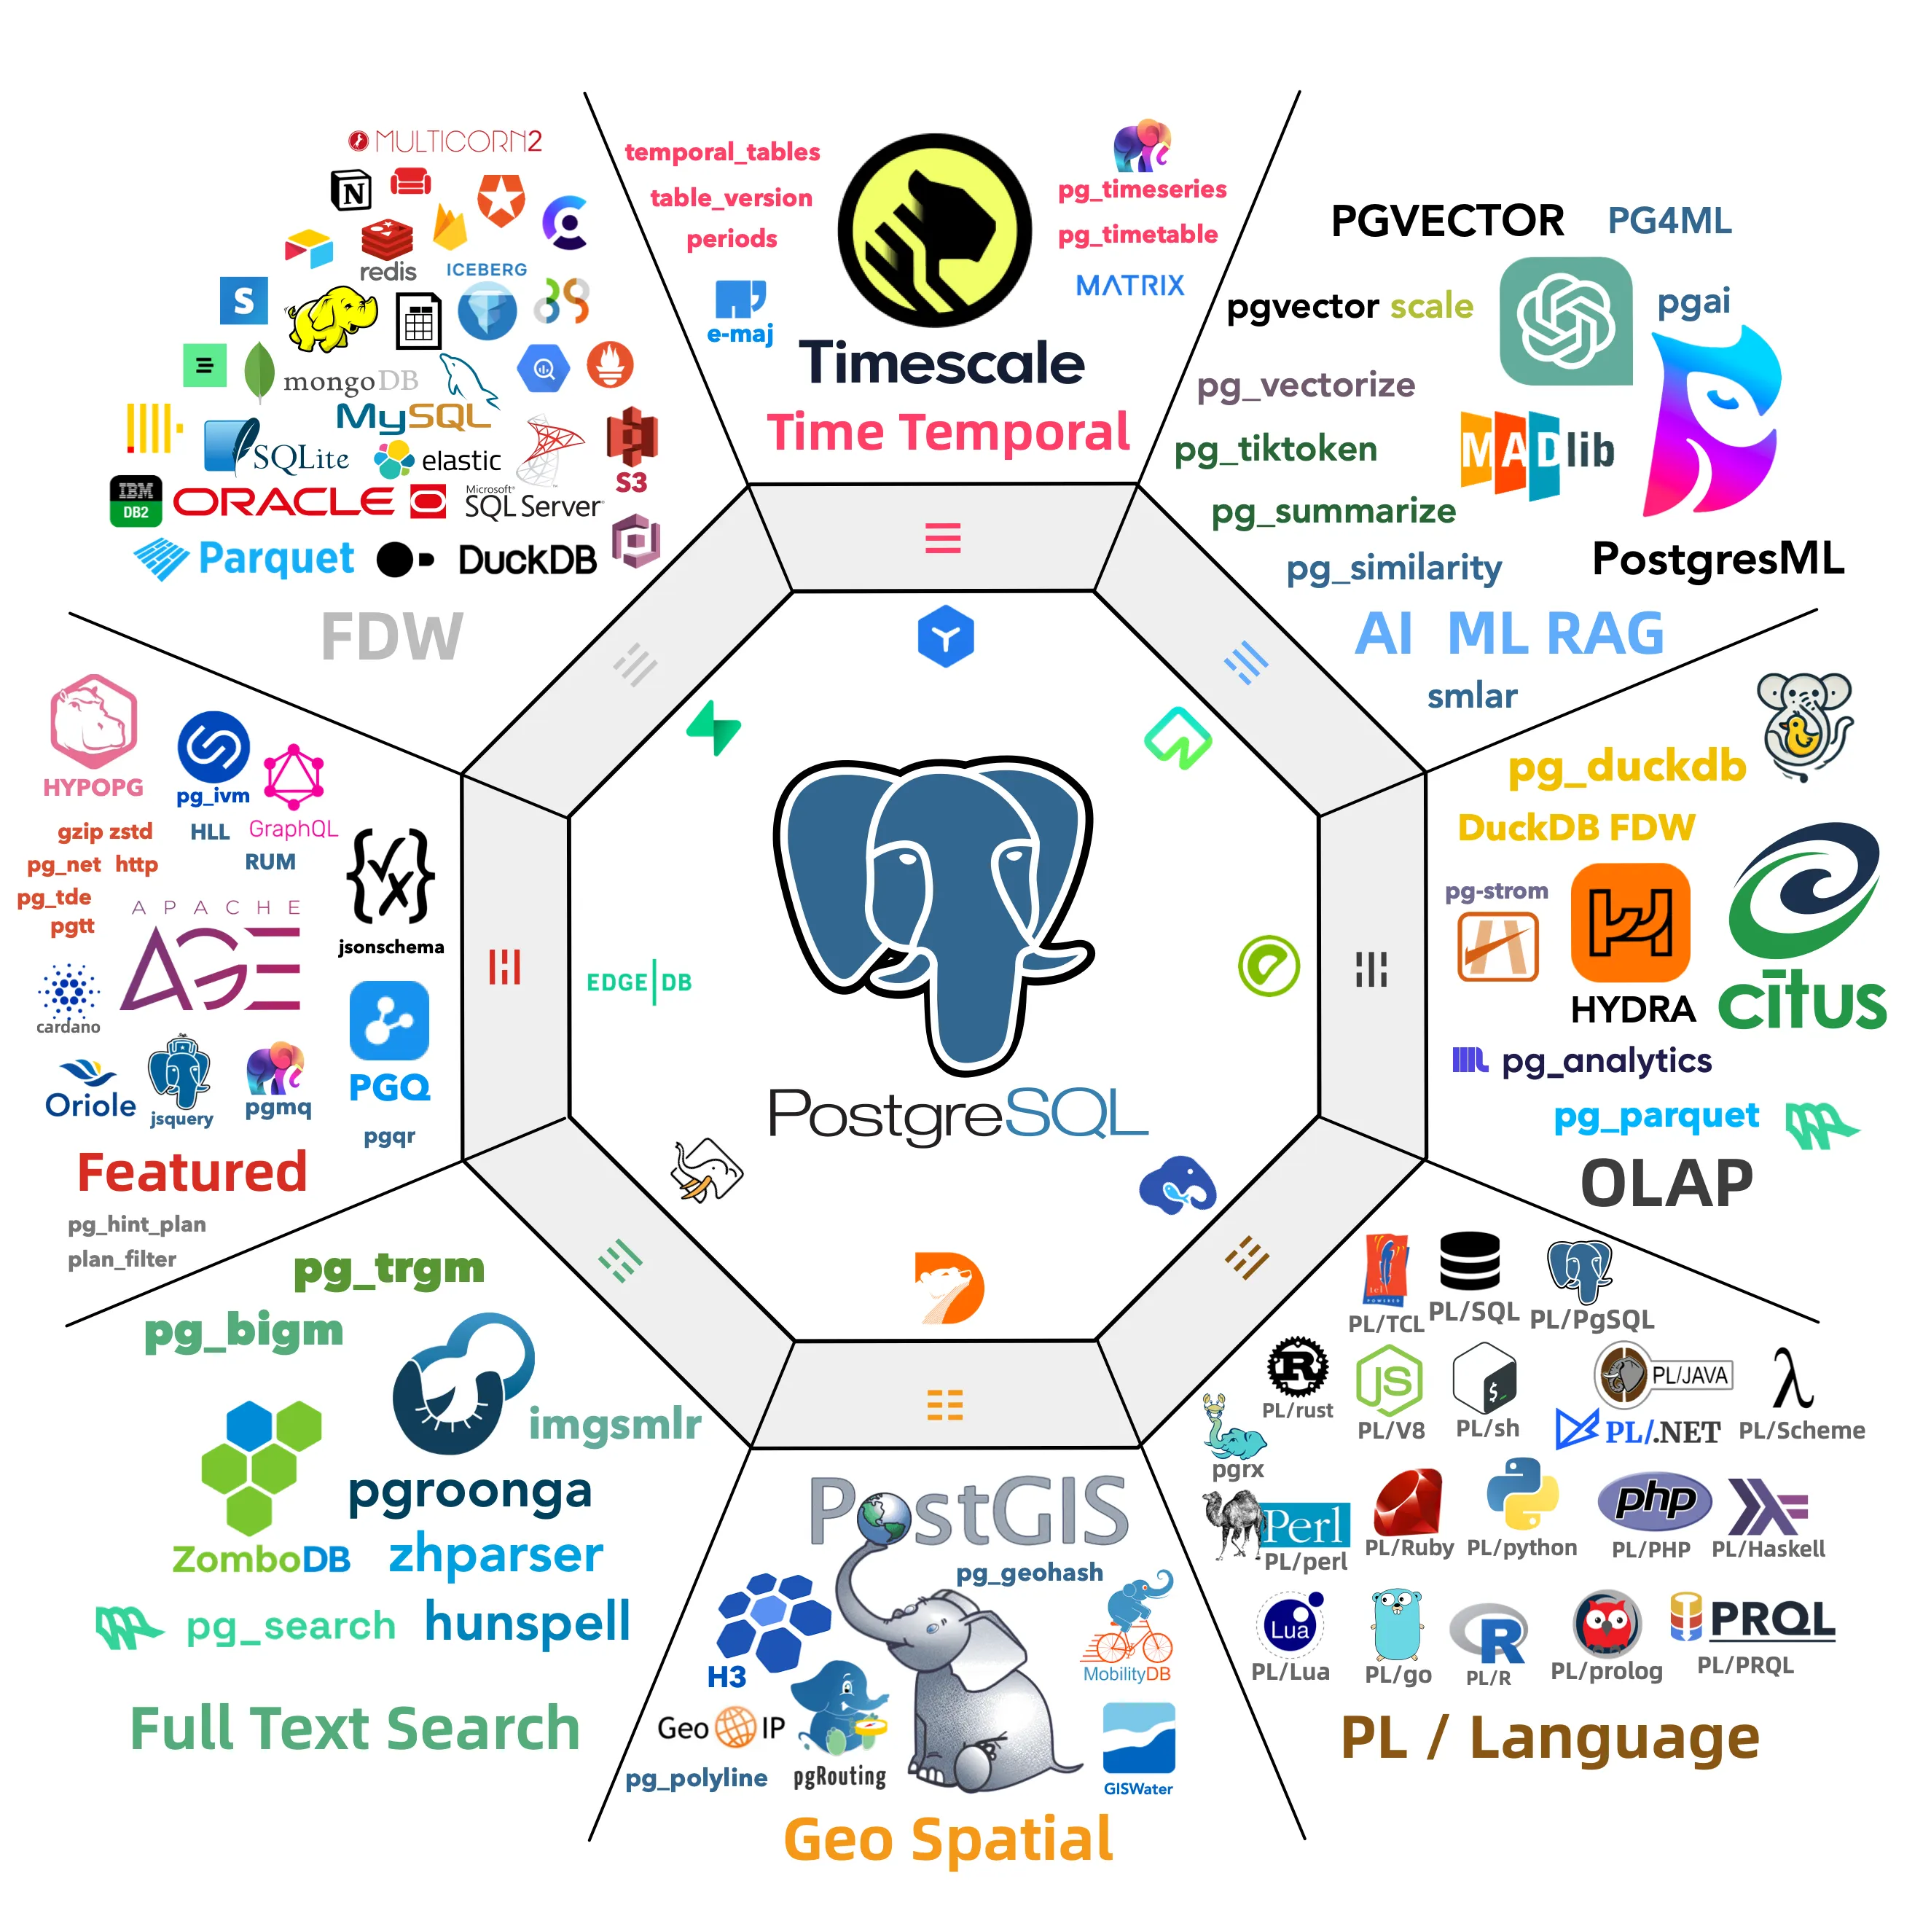 MULTICORN2
N
redis
ICEBERG
S
mongoDB
MySQL
SQLite
elastic
S3
IBM
DB2
ORACLE
Microsoft
SQL Server
Parquet
DuckDB
FDW
temporal_tables
table_version
periods
e-maj
pg_timeseries
pg_timetable
MATRIX
Timescale
Time Temporal
PGVECTOR
PG4ML
pgvector scale
pgai
pg_vectorize
pg_tiktoken
MADlib
pg_summarize
pg_similarity
PostgresML
AI ML RAG
smlar
pg_duckdb
DuckDB FDW
pg-strom
HYDRA
citus
pg_analytics
pg_parquet
OLAP
HYPOPG
pg_ivm
GraphQL
gzip zstd
HLL
pg_net http
RUM
pg_tde
pgtt
APACHE
AGE
jsonschema
cardano
Oriole
jsquery
pgmq
PGQ
pgqr
Featured
pg_hint_plan
plan_filter
EDGE|DB
PostgreSQL
pg_trgm
pg_bigm
imgsmlr
pgroonga
ZomboDB
zhparser
pg_search
hunspell
Full Text Search
PostGIS
pg_geohash
H3
MobilityDB
Geo IP
pg_polyline
pgRouting
GISWater
Geo Spatial
PL/TCL
PL/SQL
PL/PgSQL
R
PL/rust
JS
PL/V8
$_
PL/sh
PL/JAVA
PL/.NET
λ
PL/Scheme
pgrx
Perl
PL/perl
PL/Ruby
PL/python
php
PL/PHP
PL/Haskell
Lua
PL/Lua
PL/go
R
PL/R
PL/prolog
PRQL
PL/PRQL
PL / Language